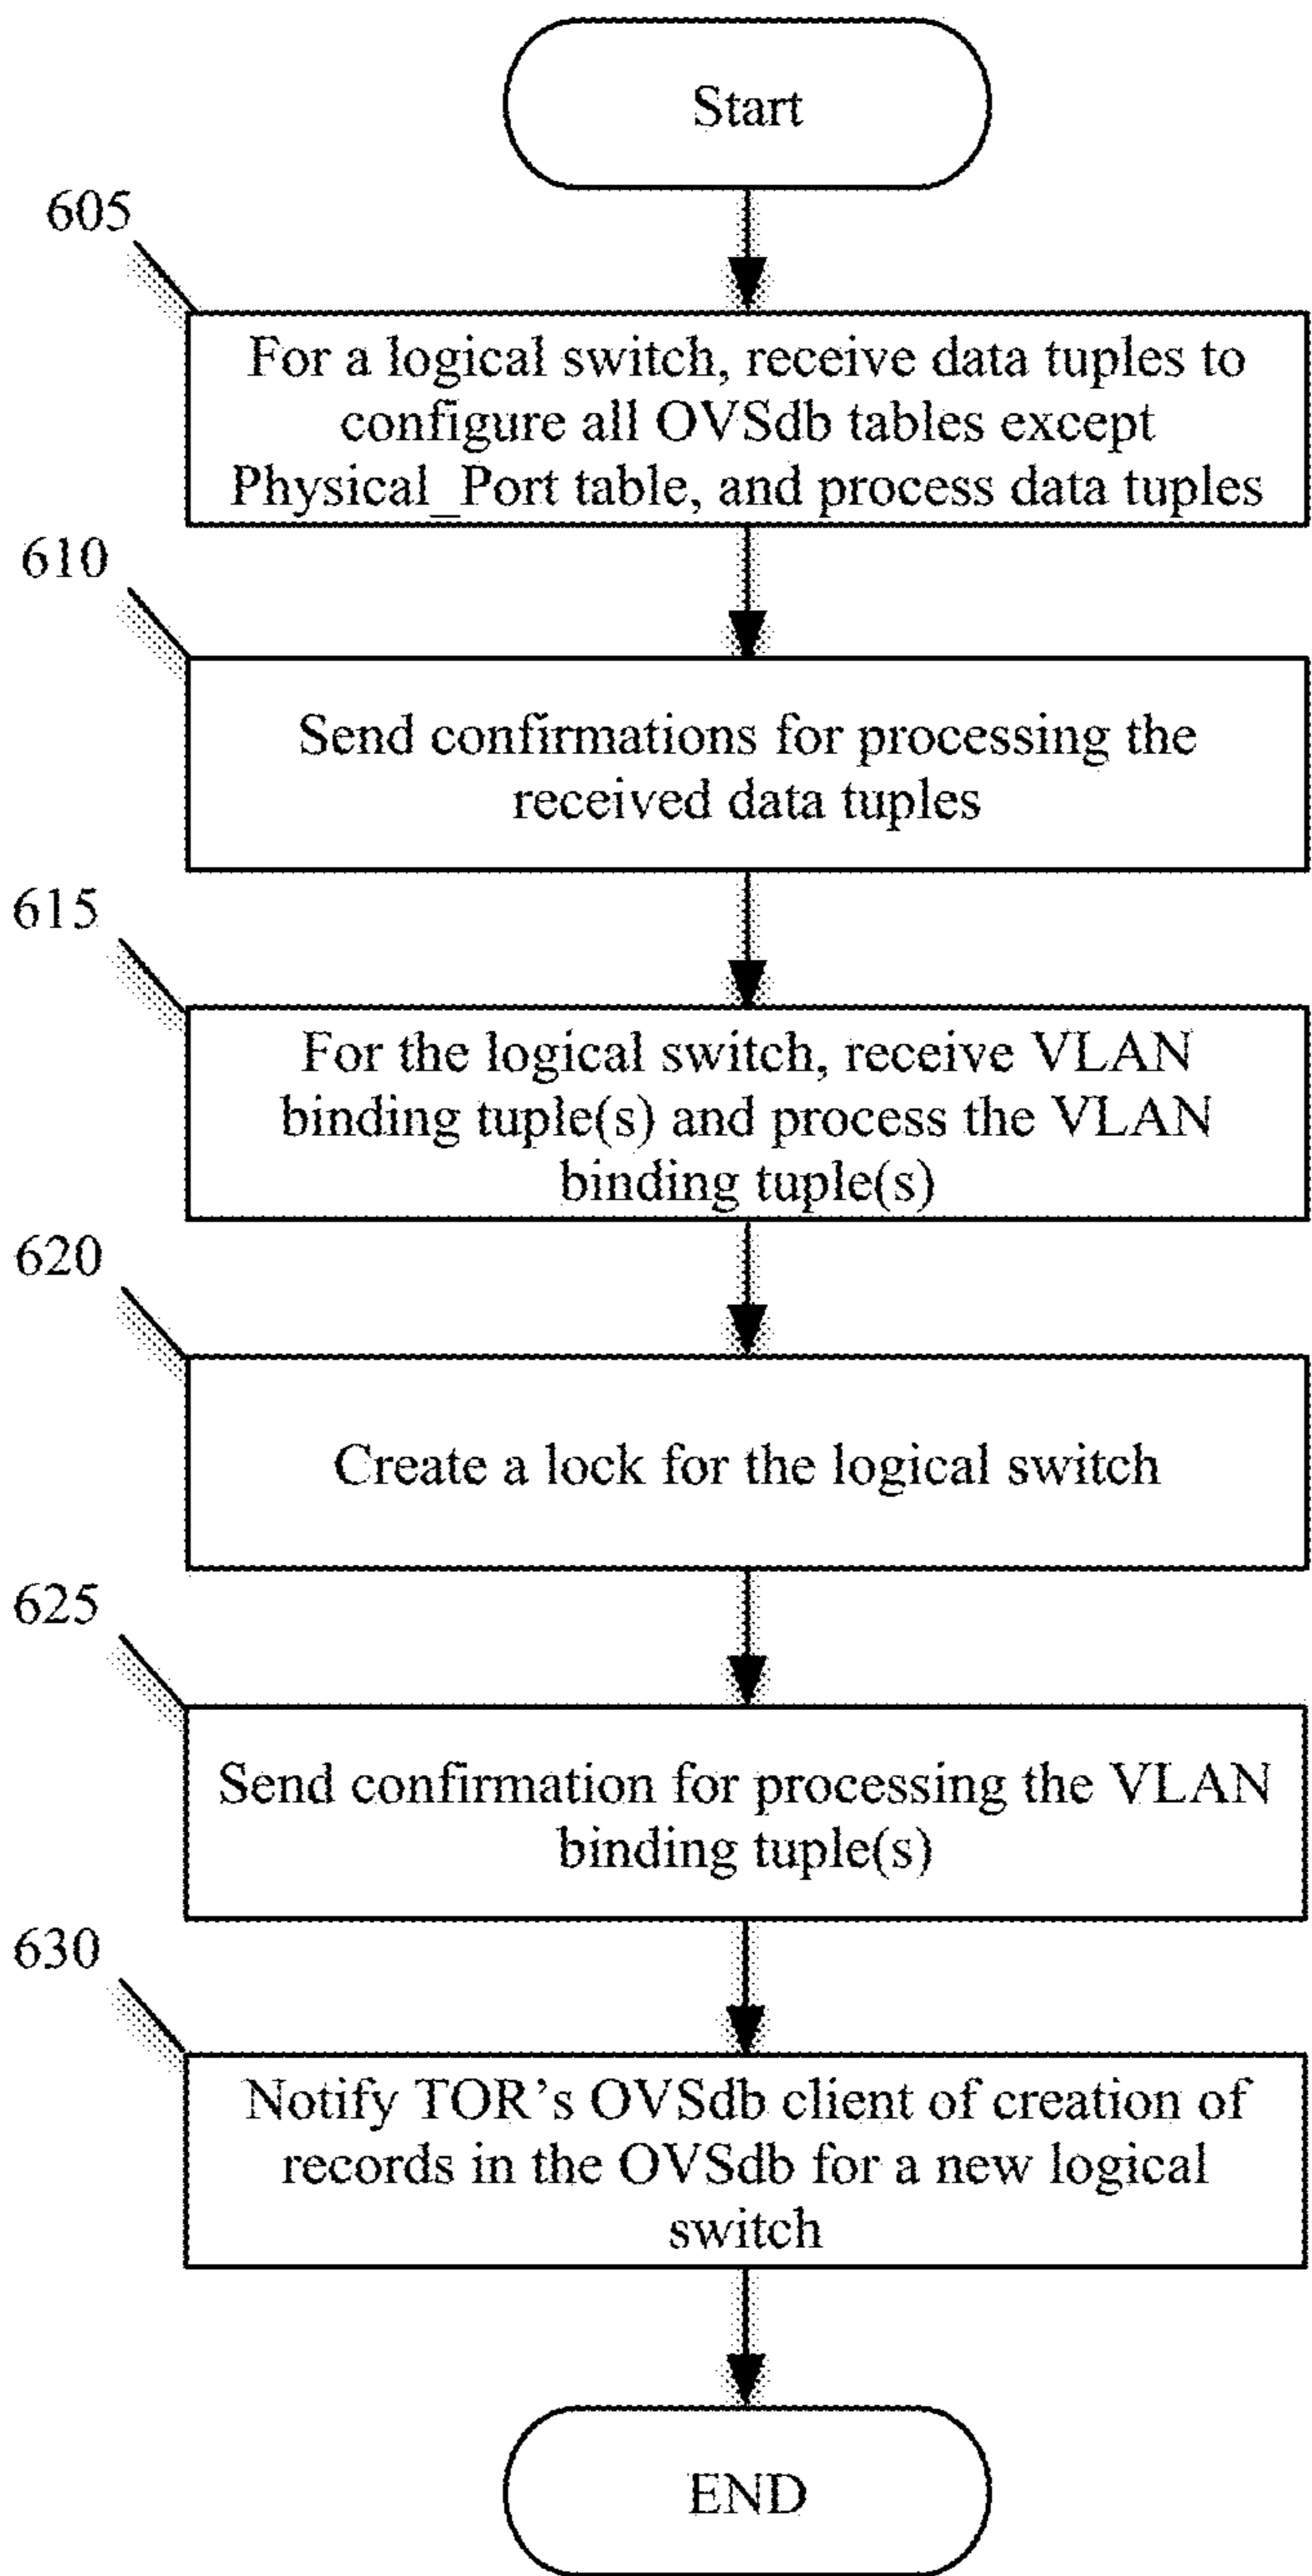 Start
605
For a logical switch, receive data tuples to
configure all OVSdb tables except
Physical_Port table, and process data tuples
610
Send confirmations for processing the
received data tuples
615
For the logical switch, receive VLAN
binding tuple(s) and process the VLAN
binding tuple(s)
620
Create a lock for the logical switch
625
Send confirmation for processing the VLAN
binding tuple(s)
630
Notify TOR’s OVSdb client of creation of
records in the OVSdb for a new logical
switch
END